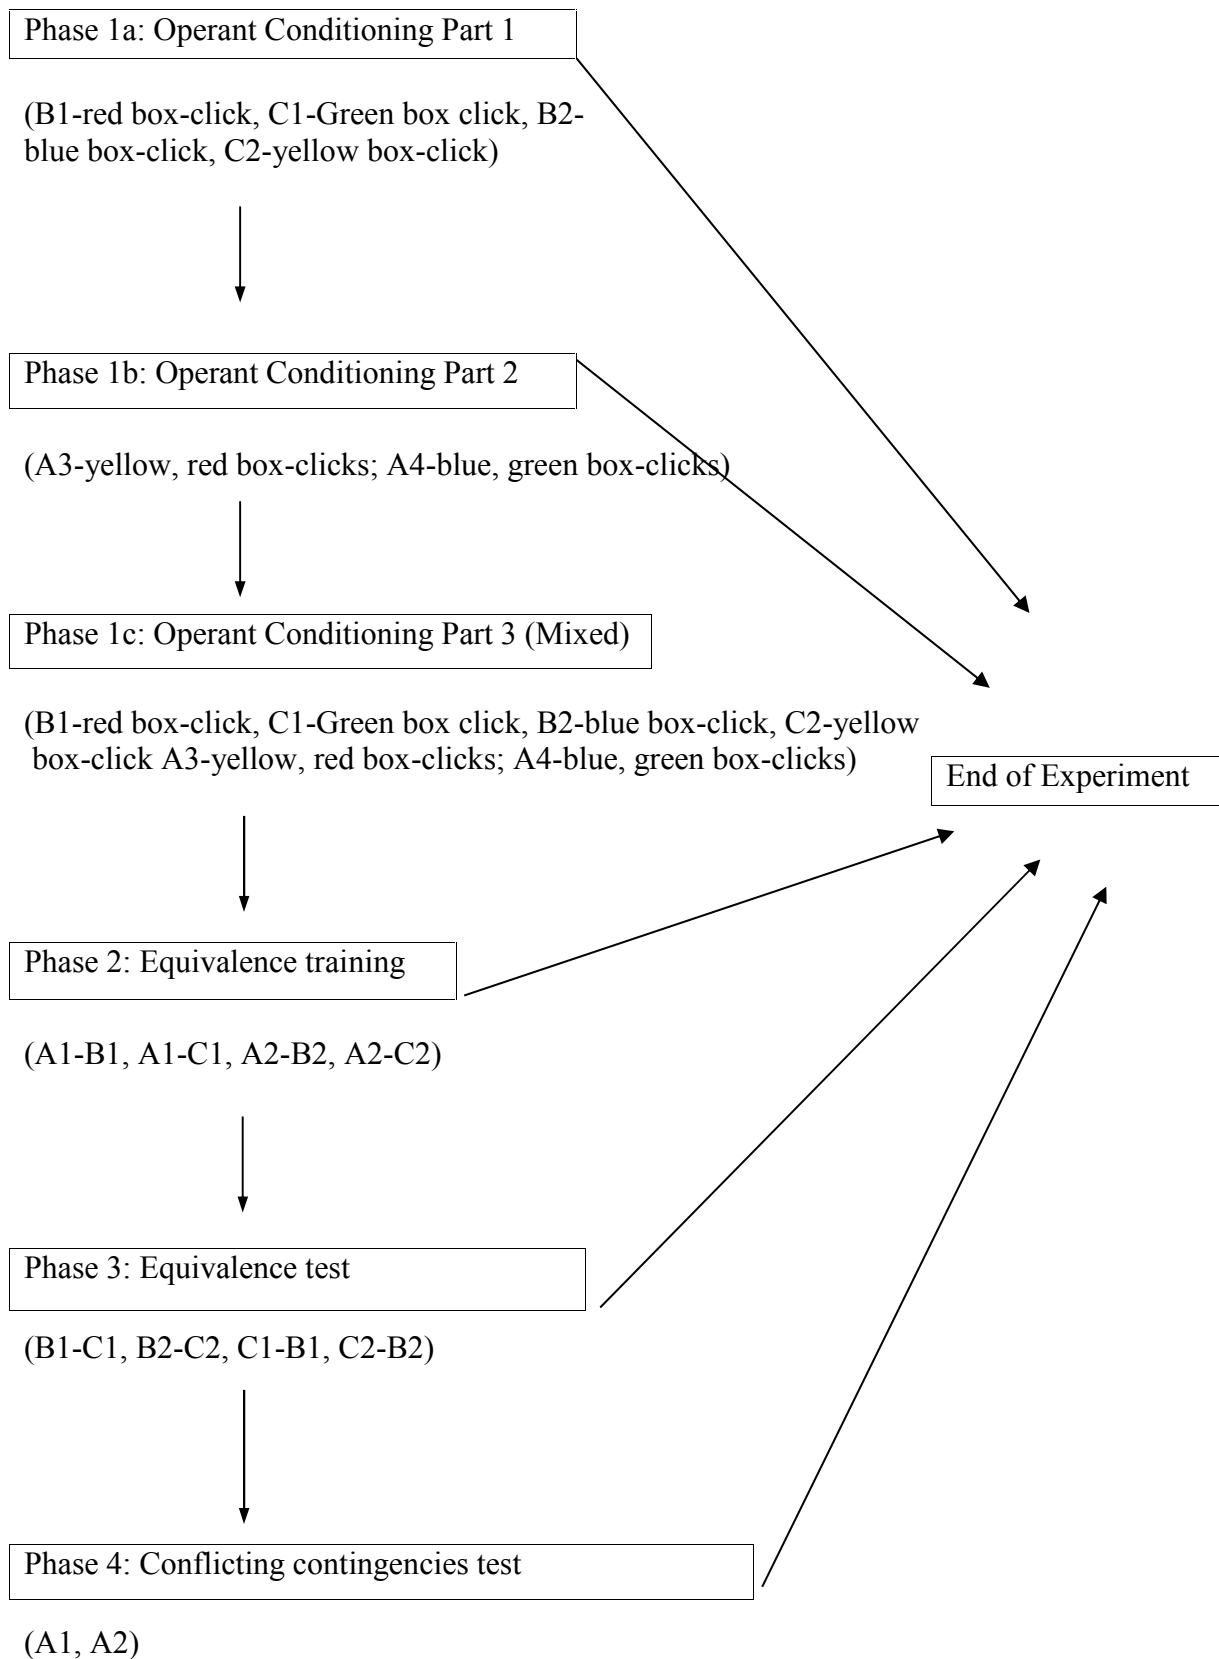 Phase 1a: Operant Conditioning Part 1
(B1-red box-click, C1-Green box click, B2-
blue box-click, C2-yellow box-click)
Phase 1b: Operant Conditioning Part 2
(A3-yellow, red box-clicks; A4-blue, green box-clicks)
Phase 1c: Operant Conditioning Part 3 (Mixed)
(B1-red box-click, C1-Green box click, B2-blue box-click, C2-yellow
box-click A3-yellow, red box-clicks; A4-blue, green box-clicks)
End of Experiment
Phase 2: Equivalence training
(A1-B1, A1-C1, A2-B2, A2-C2)
Phase 3: Equivalence test
(B1-C1, B2-C2, C1-B1, C2-B2)
Phase 4: Conflicting contingencies test
(A1, A2)